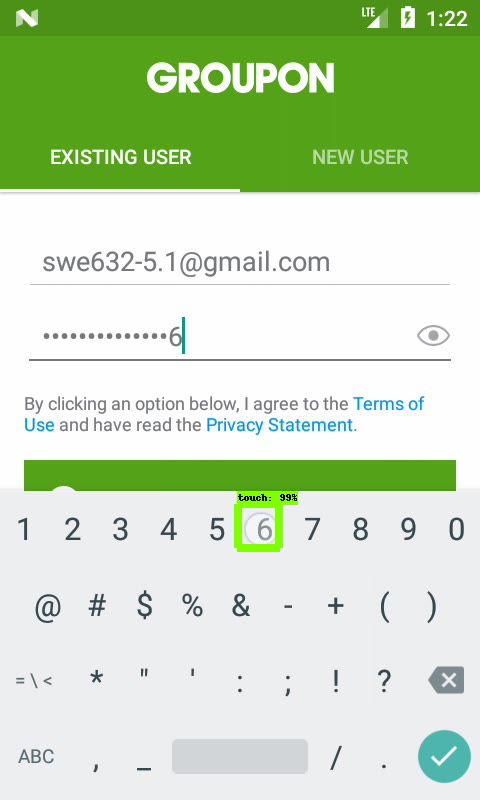 LTE 1:22
GROUPON
EXISTING USER NEW USER
swe632-5.1@gmail.com
••••••••••••••6
By clicking an option below, I agree to the Terms of
Use and have read the Privacy Statement.
touch: 99%
1 2 3 4 5 6 7 8 9 0
@ # $ % & - + ( )
= \ < * " ' : ; ! ?
ABC , _ / .